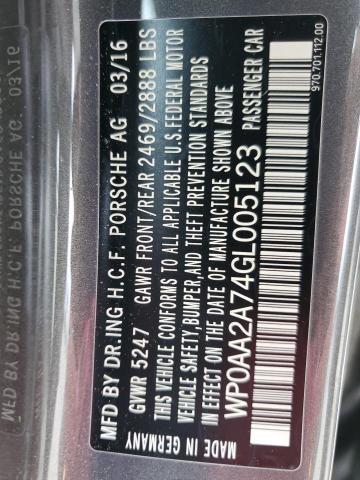 MFD BY DR.ING H.C.F. PORSCHE AG 03/16
GVWR 5247 GAWR FRONT/REAR 2469/2888 LBS
THIS VEHICLE CONFORMS TO ALL APPLICABLE U.S.FEDERAL MOTOR
VEHICLE SAFETY,BUMPER,AND THEFT PREVENTION STANDARDS
IN EFFECT ON THE DATE OF MANUFACTURE SHOWN ABOVE
WP0AA2A74GL005123 PASSENGER CAR
MADE IN GERMANY
970.701.112.00